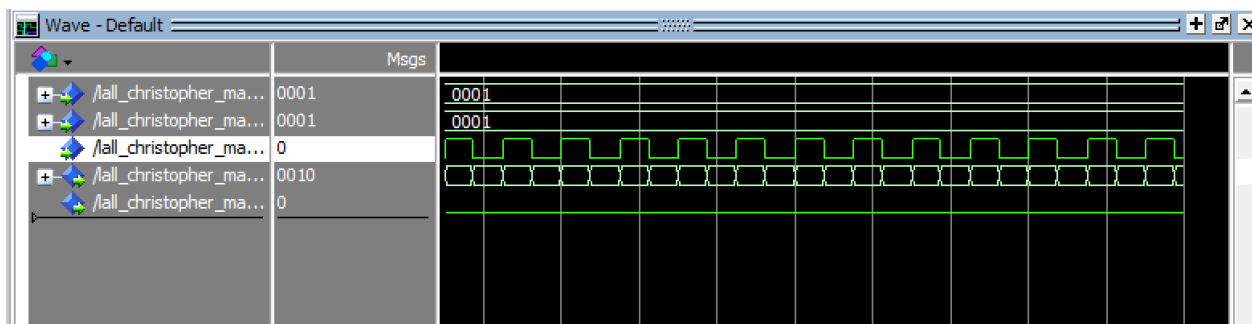 Wave - Default
Msgs
/lall_christopher_ma... 0001 0001
/lall_christopher_ma... 0001 0001
/lall_christopher_ma... 0
/lall_christopher_ma... 0010
/lall_christopher_ma... 0